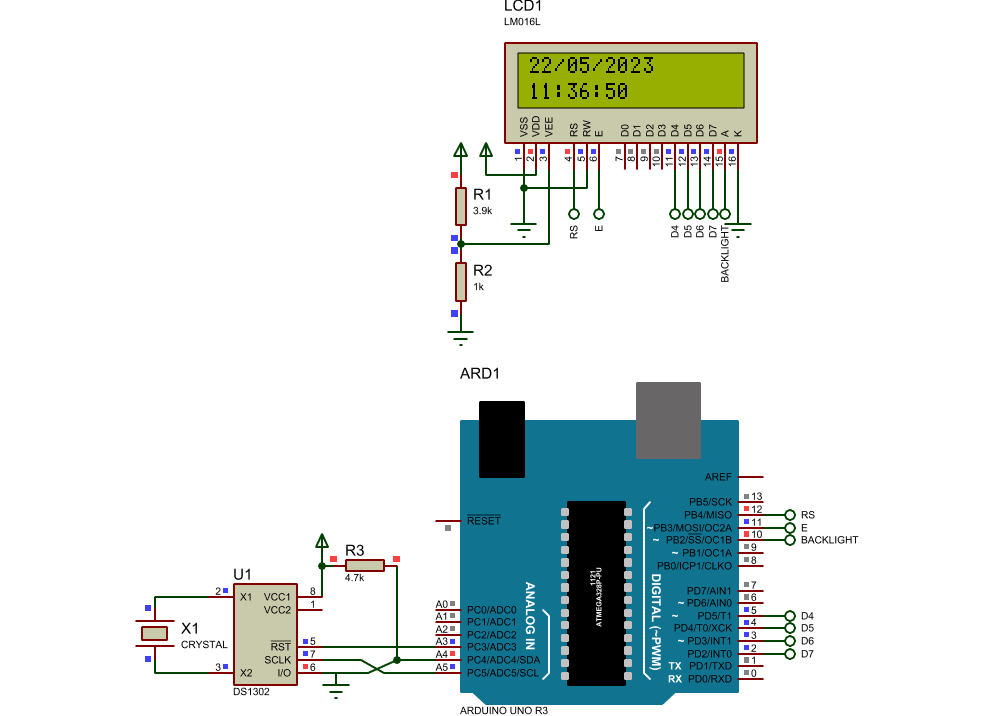 LCD1
LM016L
22/05/2023
11:36:50
VSS VDD VEE RS RW E D0 D1 D2 D3 D4 D5 D6 D7 A K
1 2 3 4 5 6 7 8 9 10 11 12 13 14 15 16
RS E D4 D5 D6 D7 BACKLIGHT
R1
3.9k
R2
1k
ARD1
AREF
RESET
PB5/SCK 13
PB4/MISO 12 RS
~PB3/MOSI/OC2A 11 E
~ PB2/SS/OC1B 10 BACKLIGHT
~ PB1/OC1A 9
PB0/ICP1/CLKO 8
PD7/AIN1 7
~ PD6/AIN0 6
~ PD5/T1 5 D4
PD4/T0/XCK 4 D5
~ PD3/INT1 3 D6
PD2/INT0 2 D7
TX PD1/TXD 1
RX PD0/RXD 0
DIGITAL (~PWM)
1121
ATMEGA328P-PU
ANALOG IN
A0 PC0/ADC0
A1 PC1/ADC1
A2 PC2/ADC2
A3 PC3/ADC3
A4 PC4/ADC4/SDA
A5 PC5/ADC5/SCL
ARDUINO UNO R3
R3
4.7k
U1
2 X1 VCC1 8
VCC2 1
RST 5
SCLK 7
3 X2 I/O 6
DS1302
X1
CRYSTAL